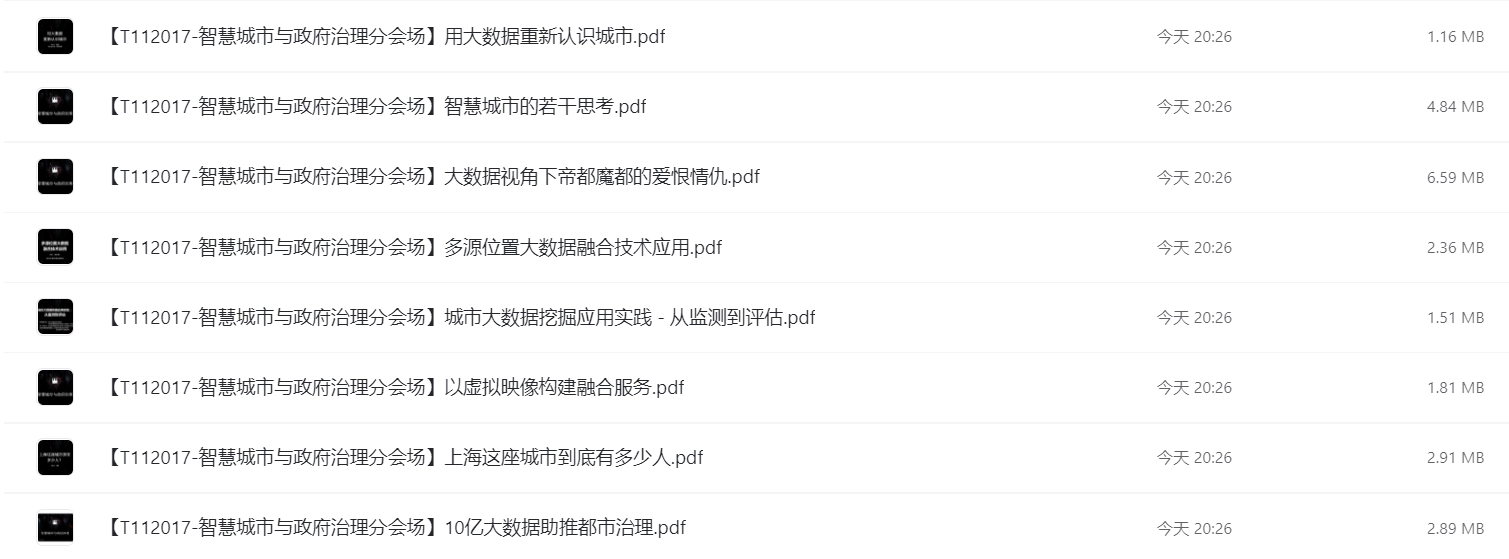 【T112017-智慧城市与政府治理分会场】用大数据重新认识城市.pdf 今天 20:26 1.16 MB
【T112017-智慧城市与政府治理分会场】智慧城市的若干思考.pdf 今天 20:26 4.84 MB
【T112017-智慧城市与政府治理分会场】大数据视角下帝都魔都的爱恨情仇.pdf 今天 20:26 6.59 MB
【T112017-智慧城市与政府治理分会场】多源位置大数据融合技术应用.pdf 今天 20:26 2.36 MB
【T112017-智慧城市与政府治理分会场】城市大数据挖掘应用实践 - 从监测到评估.pdf 今天 20:26 1.51 MB
【T112017-智慧城市与政府治理分会场】以虚拟映像构建融合服务.pdf 今天 20:26 1.81 MB
【T112017-智慧城市与政府治理分会场】上海这座城市到底有多少人.pdf 今天 20:26 2.91 MB
【T112017-智慧城市与政府治理分会场】10亿大数据助推都市治理.pdf 今天 20:26 2.89 MB